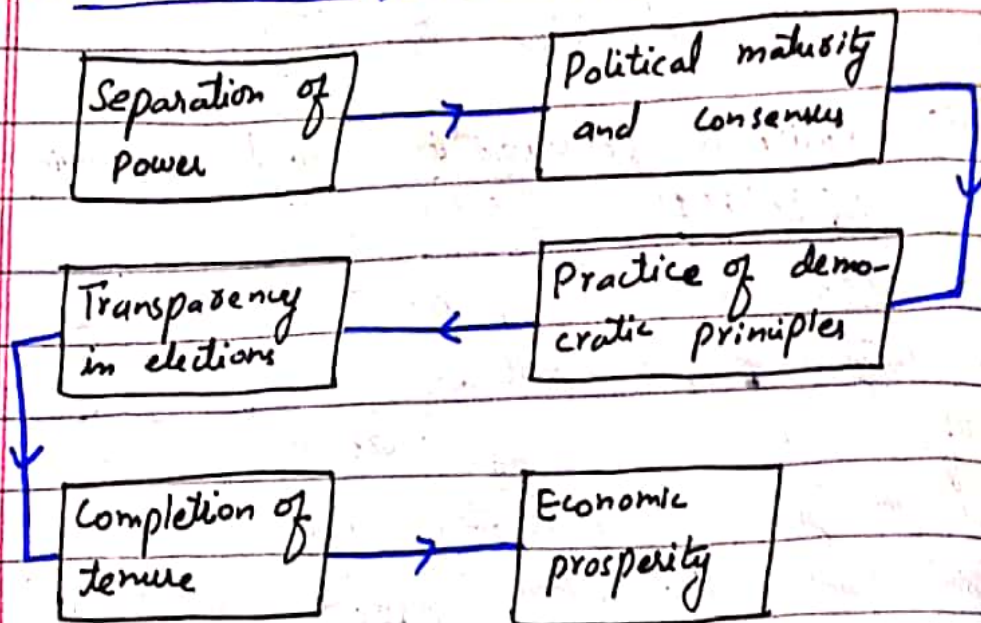 Separation of
Power
Political maturity
and consensus
Practice of demo-
cratic principles
Transparency
in elections
Completion of
tenure
Economic
prosperity